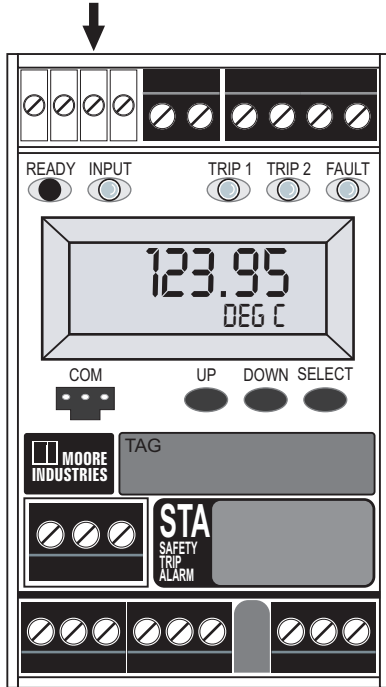 READY INPUT TRIP 1 TRIP 2 FAULT
123.95
DEG C
COM UP DOWN SELECT
MOORE
INDUSTRIES
TAG
STA
SAFETY
TRIP
ALARM